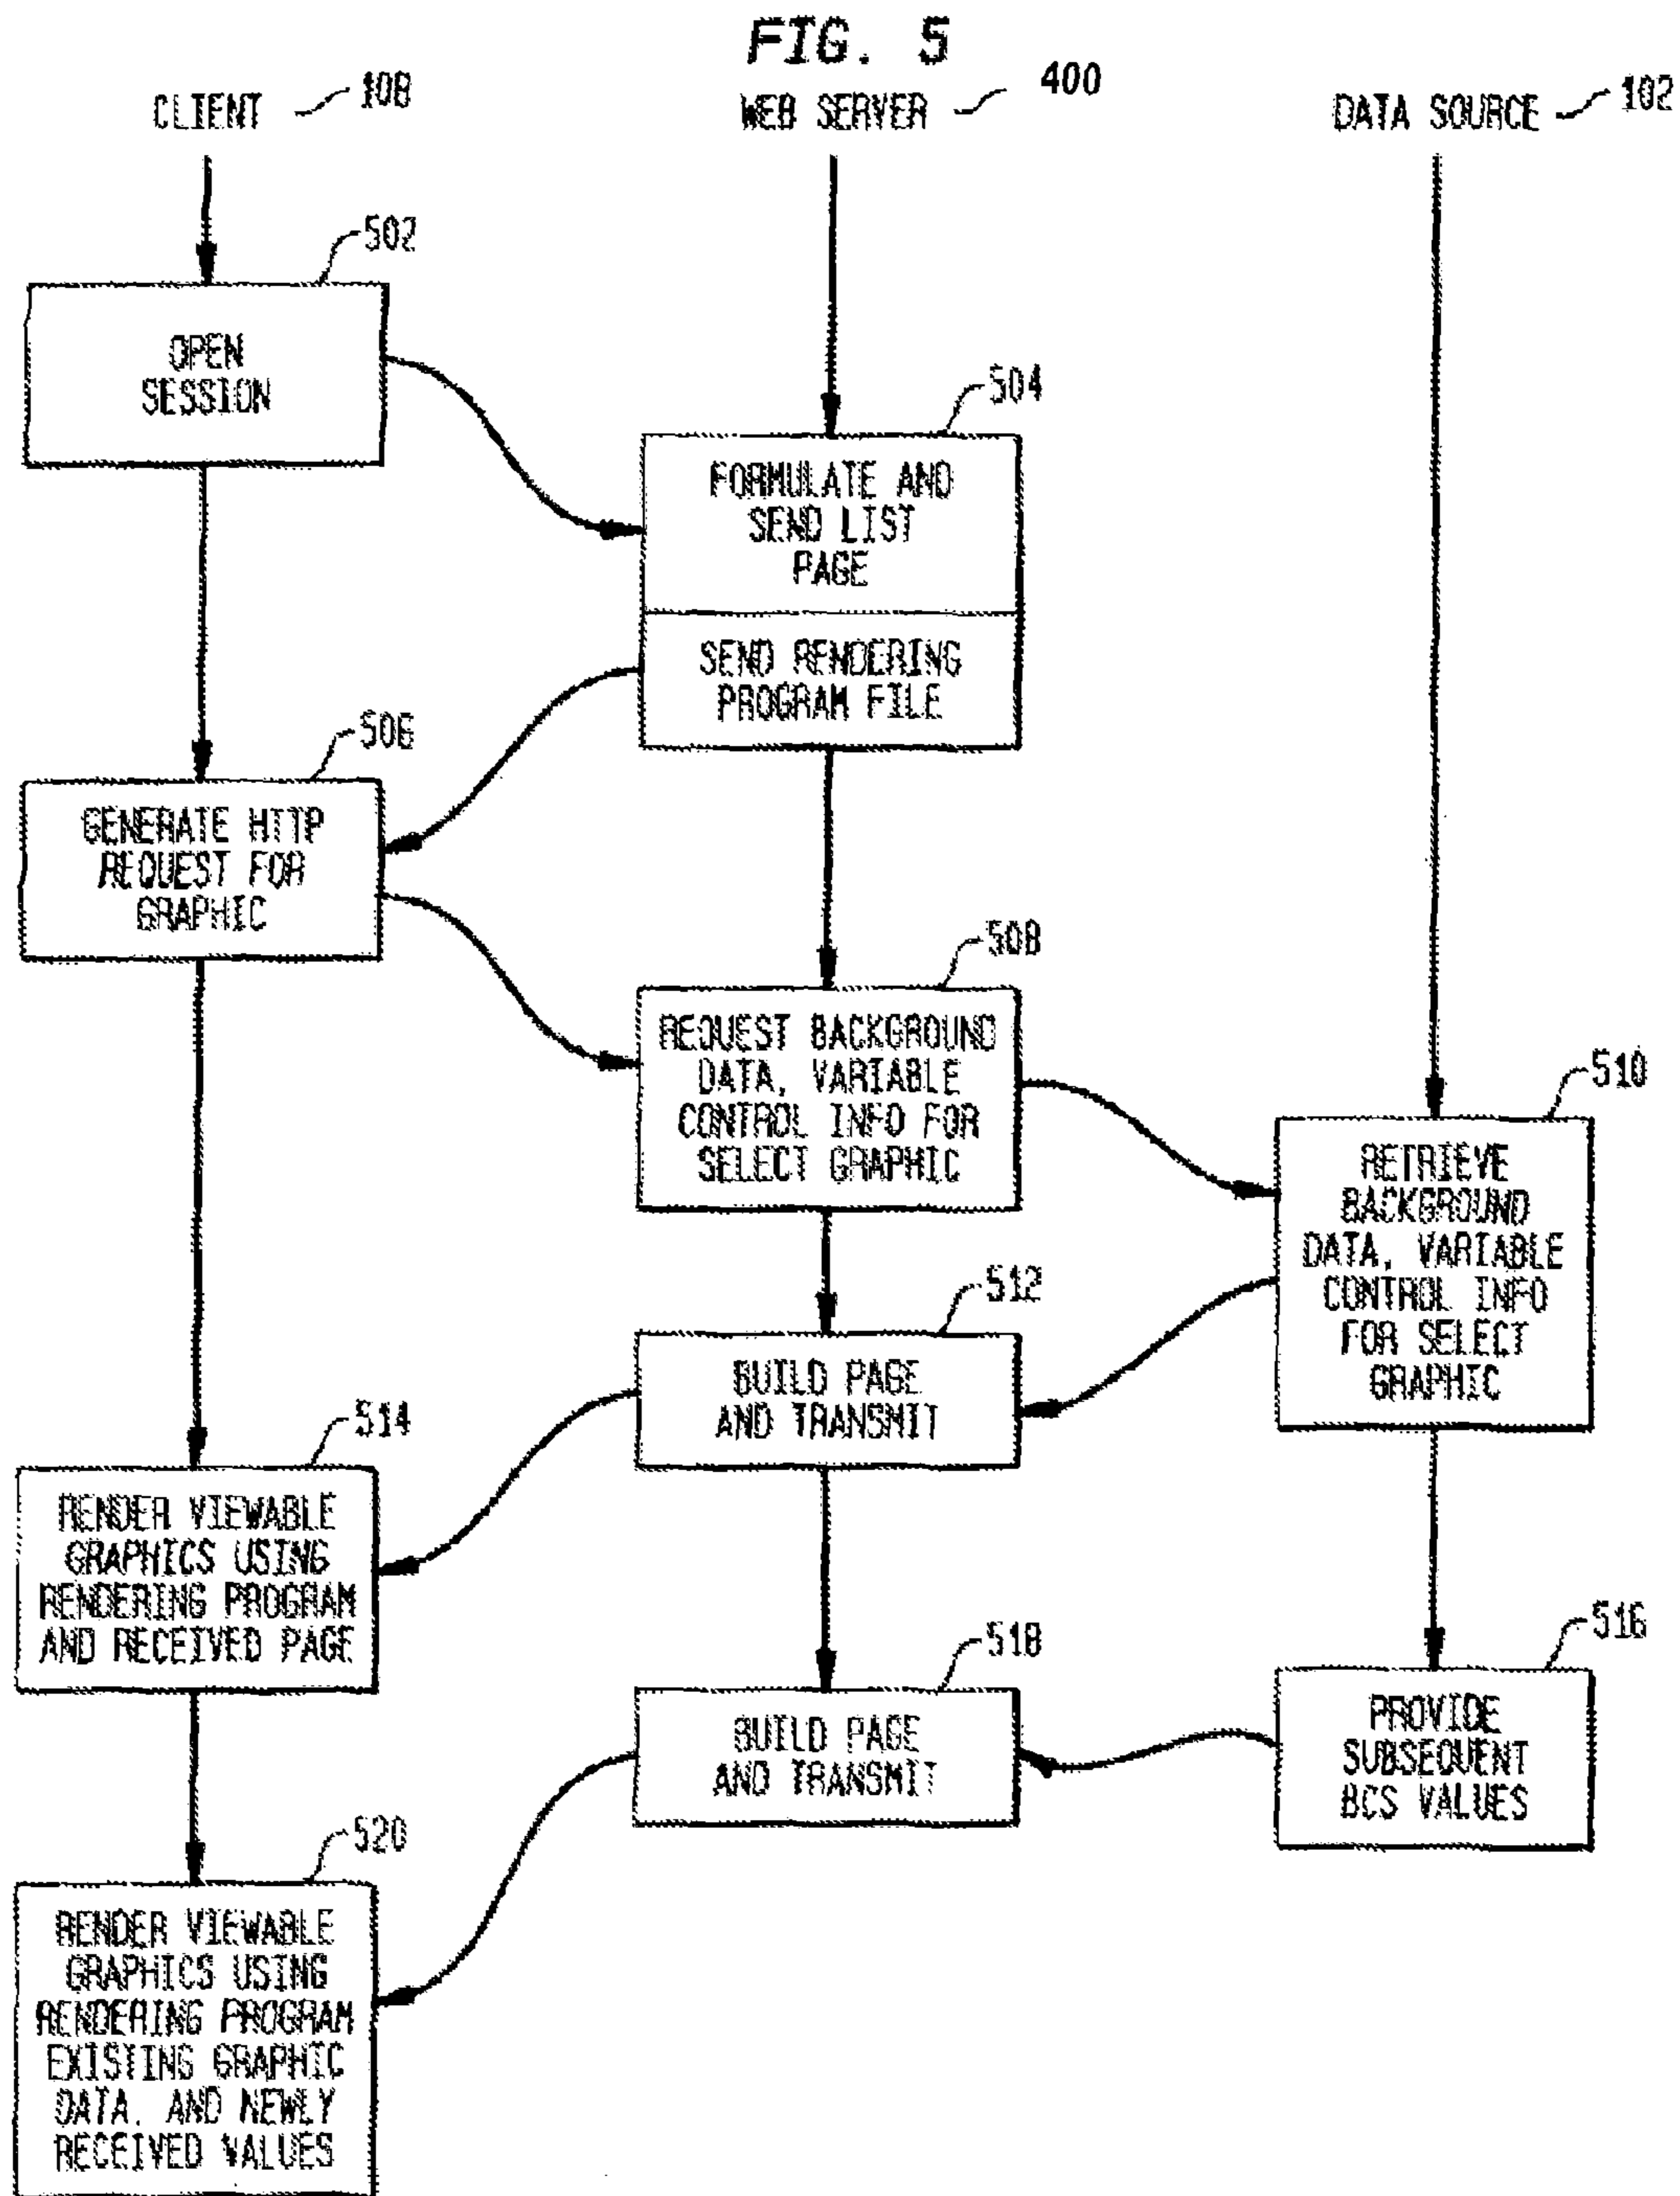 FIG. 5
CLIENT 108
WEB SERVER 400
DATA SOURCE 102
502
OPEN
SESSION
504
FORMULATE AND
SEND LIST
PAGE
SEND RENDERING
PROGRAM FILE
506
GENERATE HTTP
REQUEST FOR
GRAPHIC
508
REQUEST BACKGROUND
DATA, VARIABLE
CONTROL INFO FOR
SELECT GRAPHIC
510
RETRIEVE
BACKGROUND
DATA, VARIABLE
CONTROL INFO
FOR SELECT
GRAPHIC
512
BUILD PAGE
AND TRANSMIT
514
RENDER VIEWABLE
GRAPHICS USING
RENDERING PROGRAM
AND RECEIVED PAGE
516
PROVIDE
SUBSEQUENT
BCS VALUES
518
BUILD PAGE
AND TRANSMIT
520
RENDER VIEWABLE
GRAPHICS USING
RENDERING PROGRAM
EXISTING GRAPHIC
DATA, AND NEWLY
RECEIVED VALUES